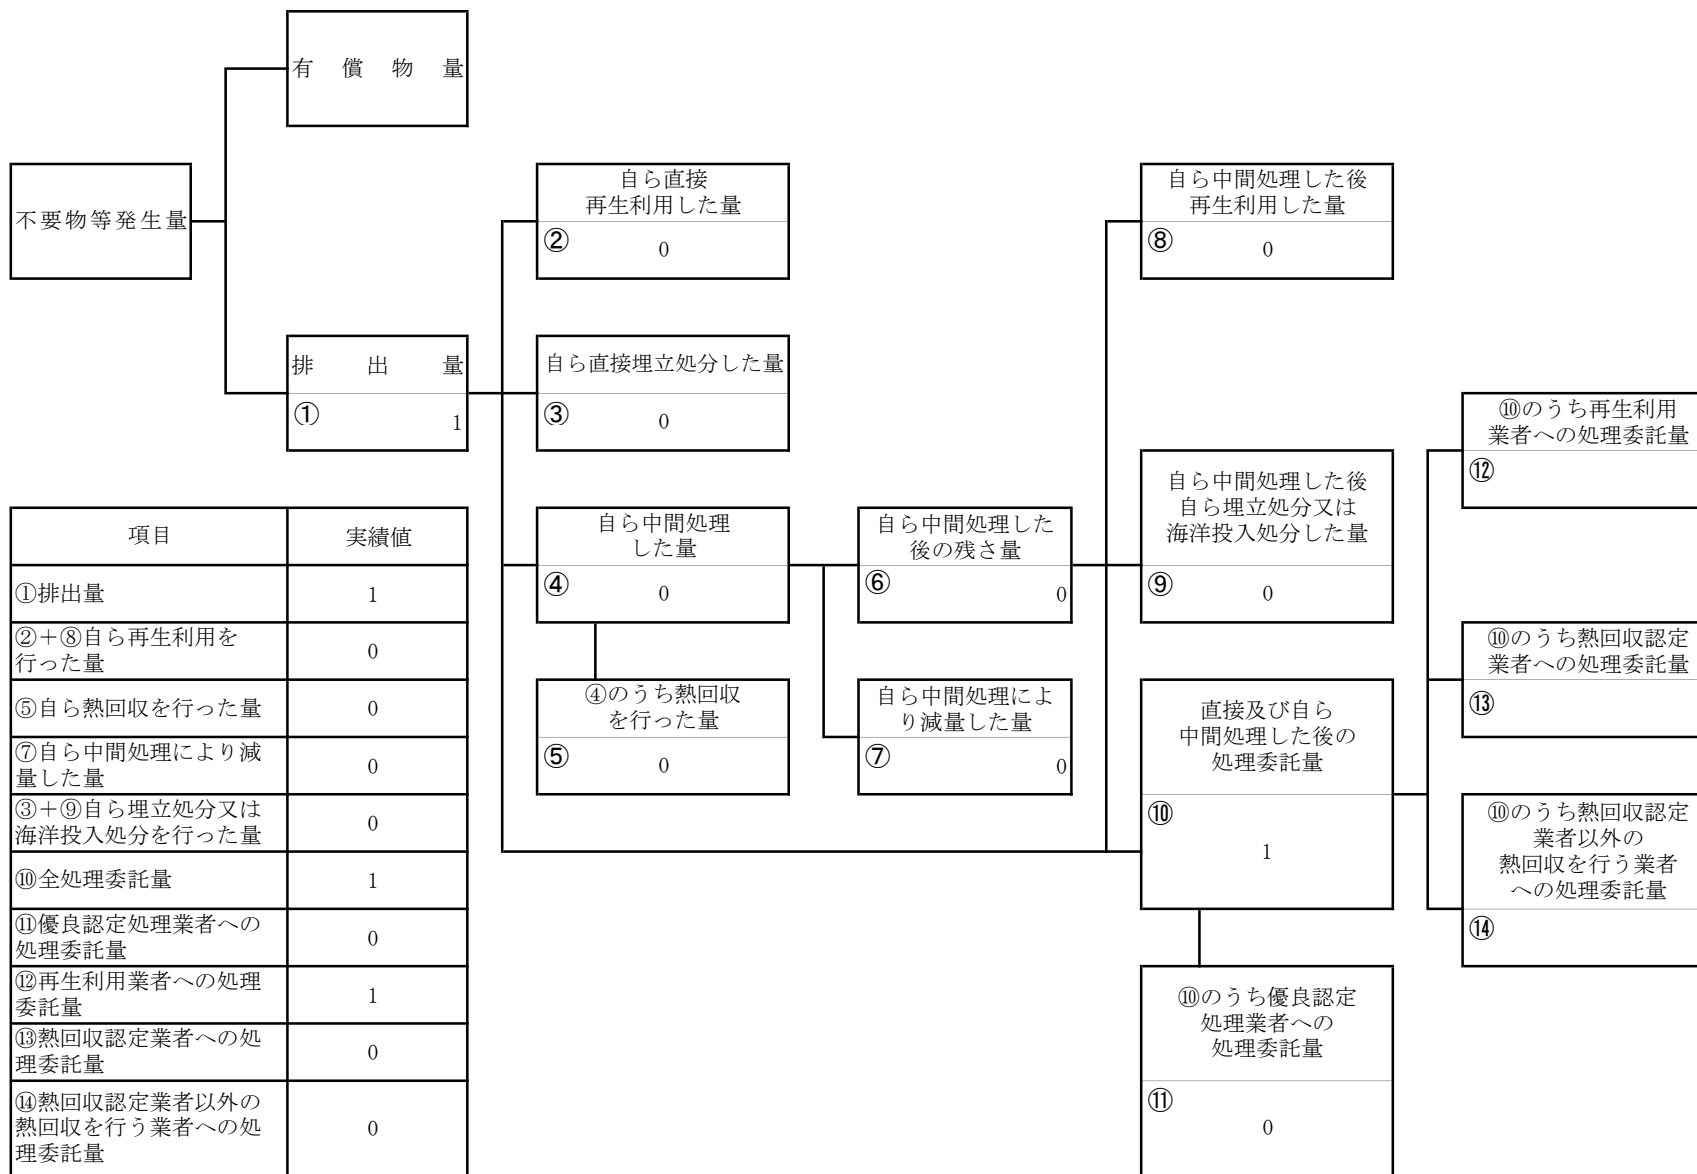 有償物量
不要物等発生量
排出量
①
1
自ら直接
再生利用した量
②
0
自ら直接埋立処分した量
③
0
自ら中間処理
した量
④
0
④のうち熱回収
を行った量
⑤
0
自ら中間処理した
後の残さ量
⑥
0
自ら中間処理によ
り減量した量
⑦
0
自ら中間処理した後
再生利用した量
⑧
0
自ら中間処理した後
自ら埋立処分又は
海洋投入処分した量
⑨
0
直接及び自ら
中間処理した後の
処理委託量
⑩
1
⑩のうち優良認定
処理業者への
処理委託量
⑪
0
⑩のうち再生利用
業者への処理委託量
⑫
⑩のうち熱回収認定
業者への処理委託量
⑬
⑩のうち熱回収認定
業者以外の
熱回収を行う業者
への処理委託量
⑭
項目 実績値
①排出量 1
②+⑧自ら再生利用を
行った量 0
⑤自ら熱回収を行った量 0
⑦自ら中間処理により減
量した量 0
③+⑨自ら埋立処分又は
海洋投入処分を行った量 0
⑩全処理委託量 1
⑪優良認定処理業者への
処理委託量 0
⑫再生利用業者への処理
委託量 1
⑬熱回収認定業者への処
理委託量 0
⑭熱回収認定業者以外の
熱回収を行う業者への処
理委託量 0